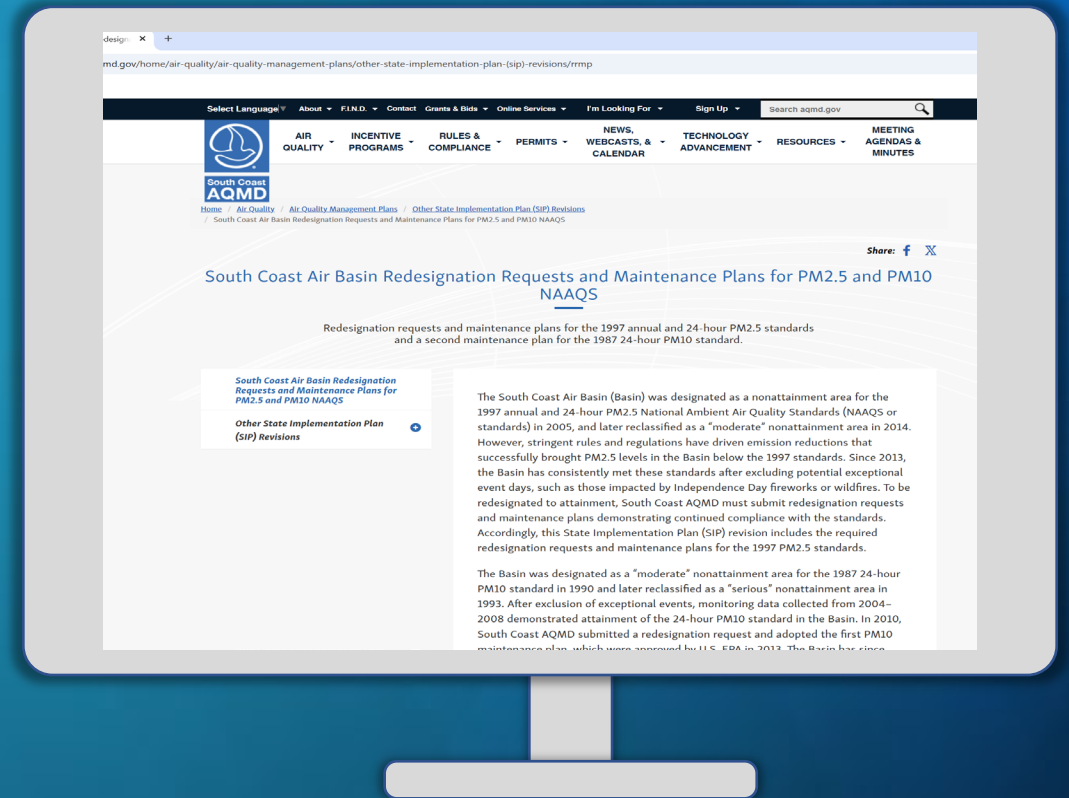 design
md.gov/home/air-quality/air-quality-management-plans/other-state-implementation-plan-(sip)-revisions/rrmp
Select Language About F.I.N.D. Contact Grants & Bids Online Services I'm Looking For Sign Up Search aqmd.gov
AIR QUALITY INCENTIVE PROGRAMS RULES & COMPLIANCE PERMITS NEWS, WEBCASTS, & CALENDAR TECHNOLOGY ADVANCEMENT RESOURCES MEETING AGENDAS & MINUTES
South Coast
AQMD
Home / Air Quality / Air Quality Management Plans / Other State Implementation Plan (SIP) Revisions
/ South Coast Air Basin Redesignation Requests and Maintenance Plans for PM2.5 and PM10 NAAQS
Share: f X
South Coast Air Basin Redesignation Requests and Maintenance Plans for PM2.5 and PM10
NAAQS
Redesignation requests and maintenance plans for the 1997 annual and 24-hour PM2.5 standards
and a second maintenance plan for the 1987 24-hour PM10 standard.
South Coast Air Basin Redesignation
Requests and Maintenance Plans for
PM2.5 and PM10 NAAQS
Other State Implementation Plan
(SIP) Revisions
The South Coast Air Basin (Basin) was designated as a nonattainment area for the
1997 annual and 24-hour PM2.5 National Ambient Air Quality Standards (NAAQS or
standards) in 2005, and later reclassified as a "moderate" nonattainment area in 2014.
However, stringent rules and regulations have driven emission reductions that
successfully brought PM2.5 levels in the Basin below the 1997 standards. Since 2013,
the Basin has consistently met these standards after excluding potential exceptional
event days, such as those impacted by Independence Day fireworks or wildfires. To be
redesignated to attainment, South Coast AQMD must submit redesignation requests
and maintenance plans demonstrating continued compliance with the standards.
Accordingly, this State Implementation Plan (SIP) revision includes the required
redesignation requests and maintenance plans for the 1997 PM2.5 standards.
The Basin was designated as a "moderate" nonattainment area for the 1987 24-hour
PM10 standard in 1990 and later reclassified as a "serious" nonattainment area in
1993. After exclusion of exceptional events, monitoring data collected from 2004–
2008 demonstrated attainment of the 24-hour PM10 standard in the Basin. In 2010,
South Coast AQMD submitted a redesignation request and adopted the first PM10
maintenance plan, which were approved by U.S. EPA in 2013. The Basin has since